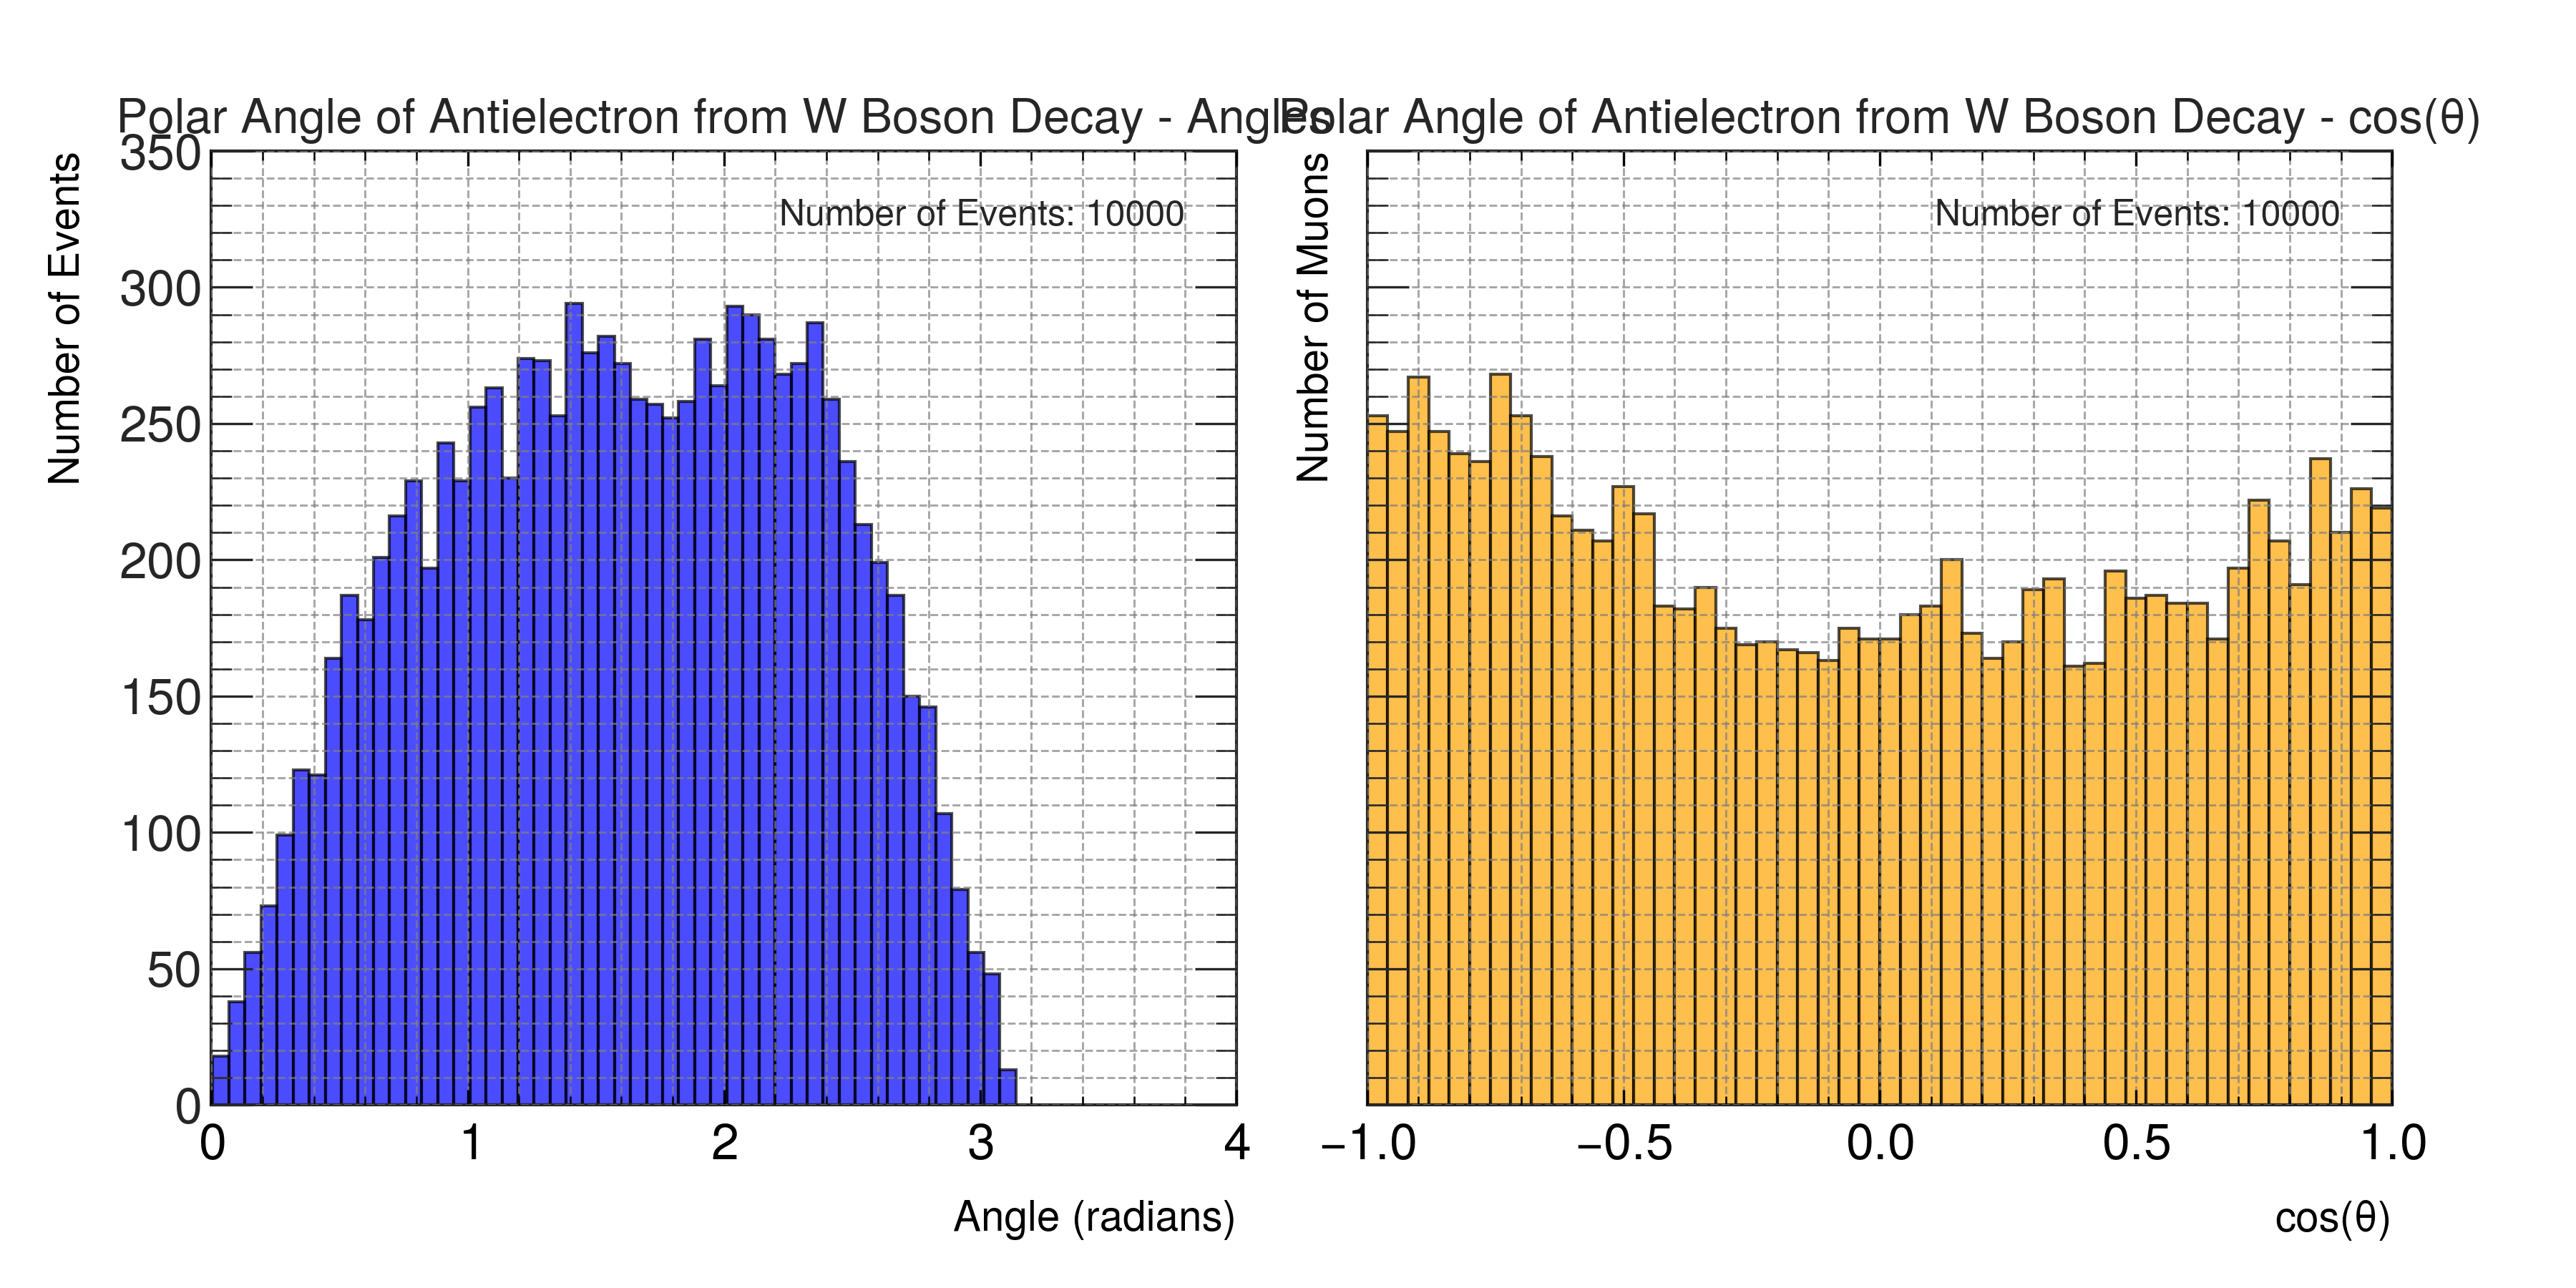 Polar Angle of Antielectron from W Boson Decay - Angles
Polar Angle of Antielectron from W Boson Decay - cos(θ)
Number of Events
350
300
250
200
150
100
50
0
Number of Events: 10000
0 1 2 3 4
Angle (radians)
Number of Muons
Number of Events: 10000
−1.0 −0.5 0.0 0.5 1.0
cos(θ)